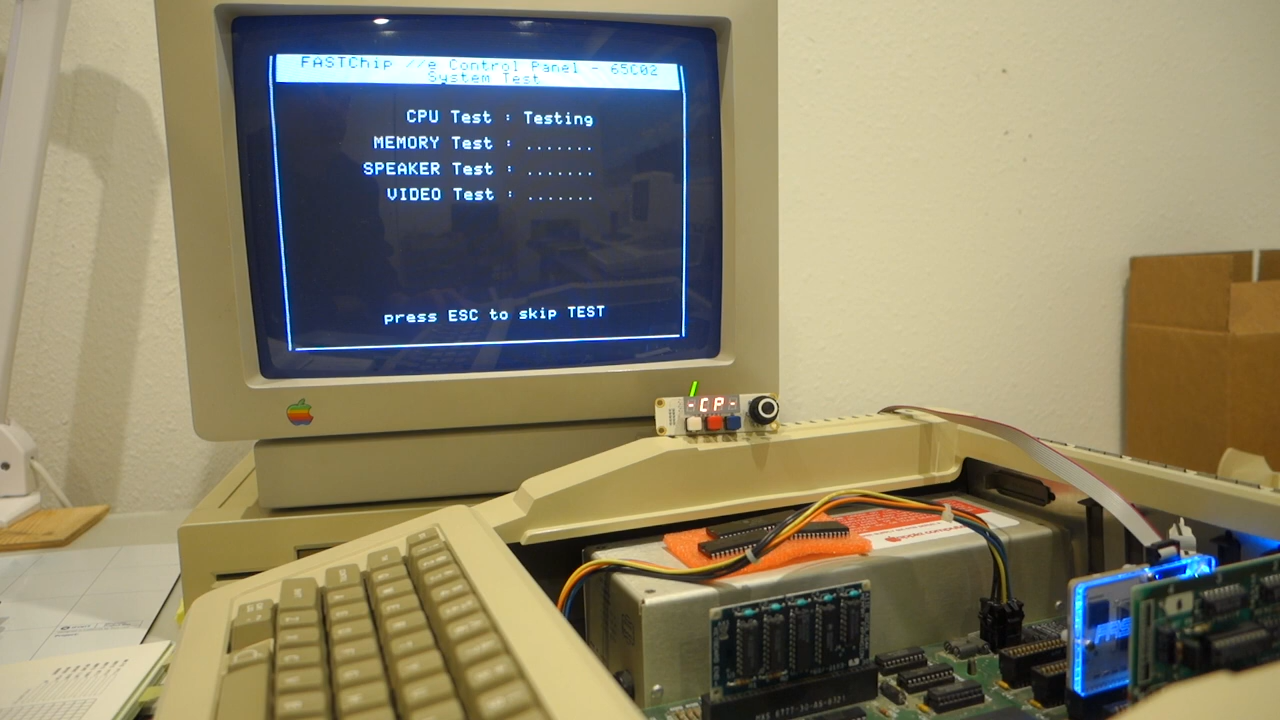 FASTChip //e Control Panel - 65C02
System Test
CPU Test : Testing
MEMORY Test : .......
SPEAKER Test : .......
VIDEO Test : .......
press ESC to skip TEST
-CP-